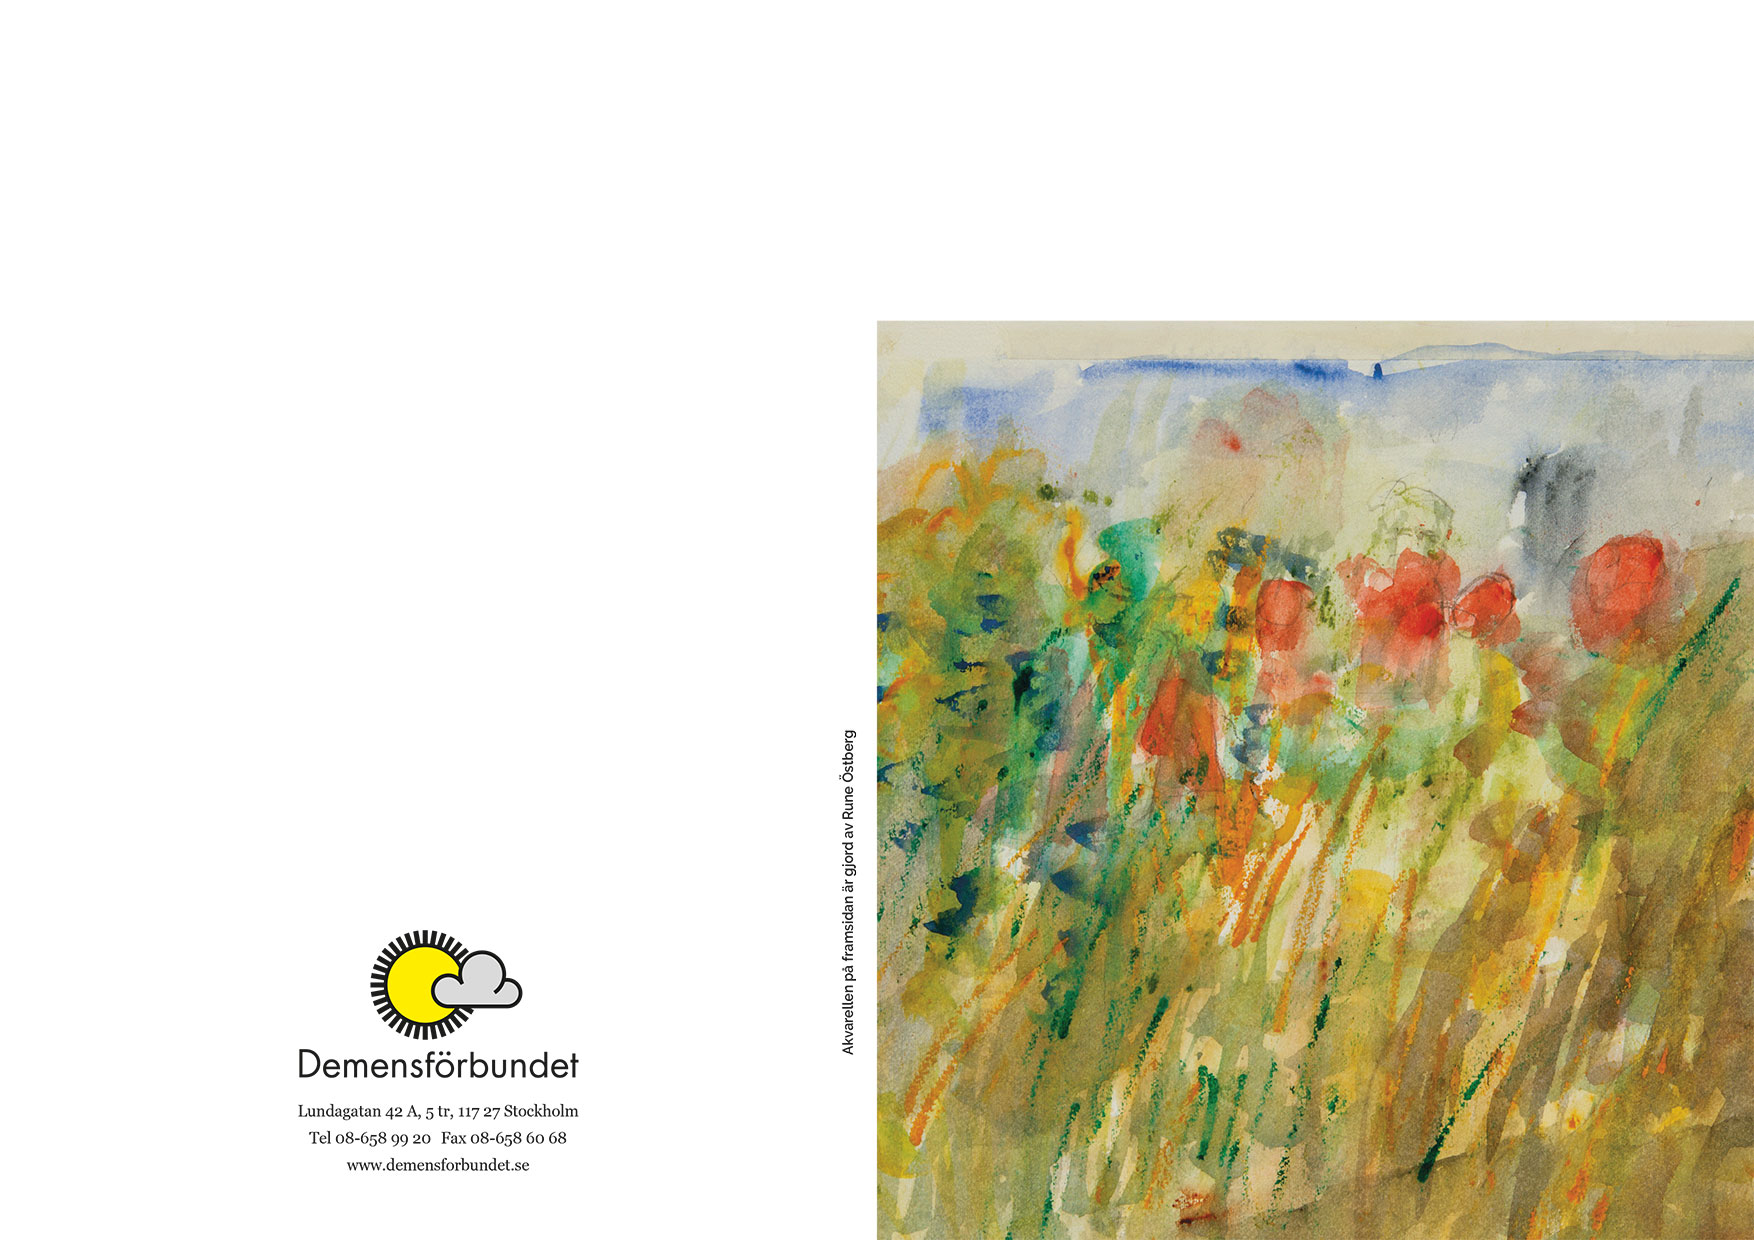 Demensförbundet
Lundagatan 42 A, 5 tr, 117 27 Stockholm
Tel 08-658 99 20  Fax 08-658 60 68
www.demensforbundet.se
Akvarellen på framsidan är gjord av Rune Östberg